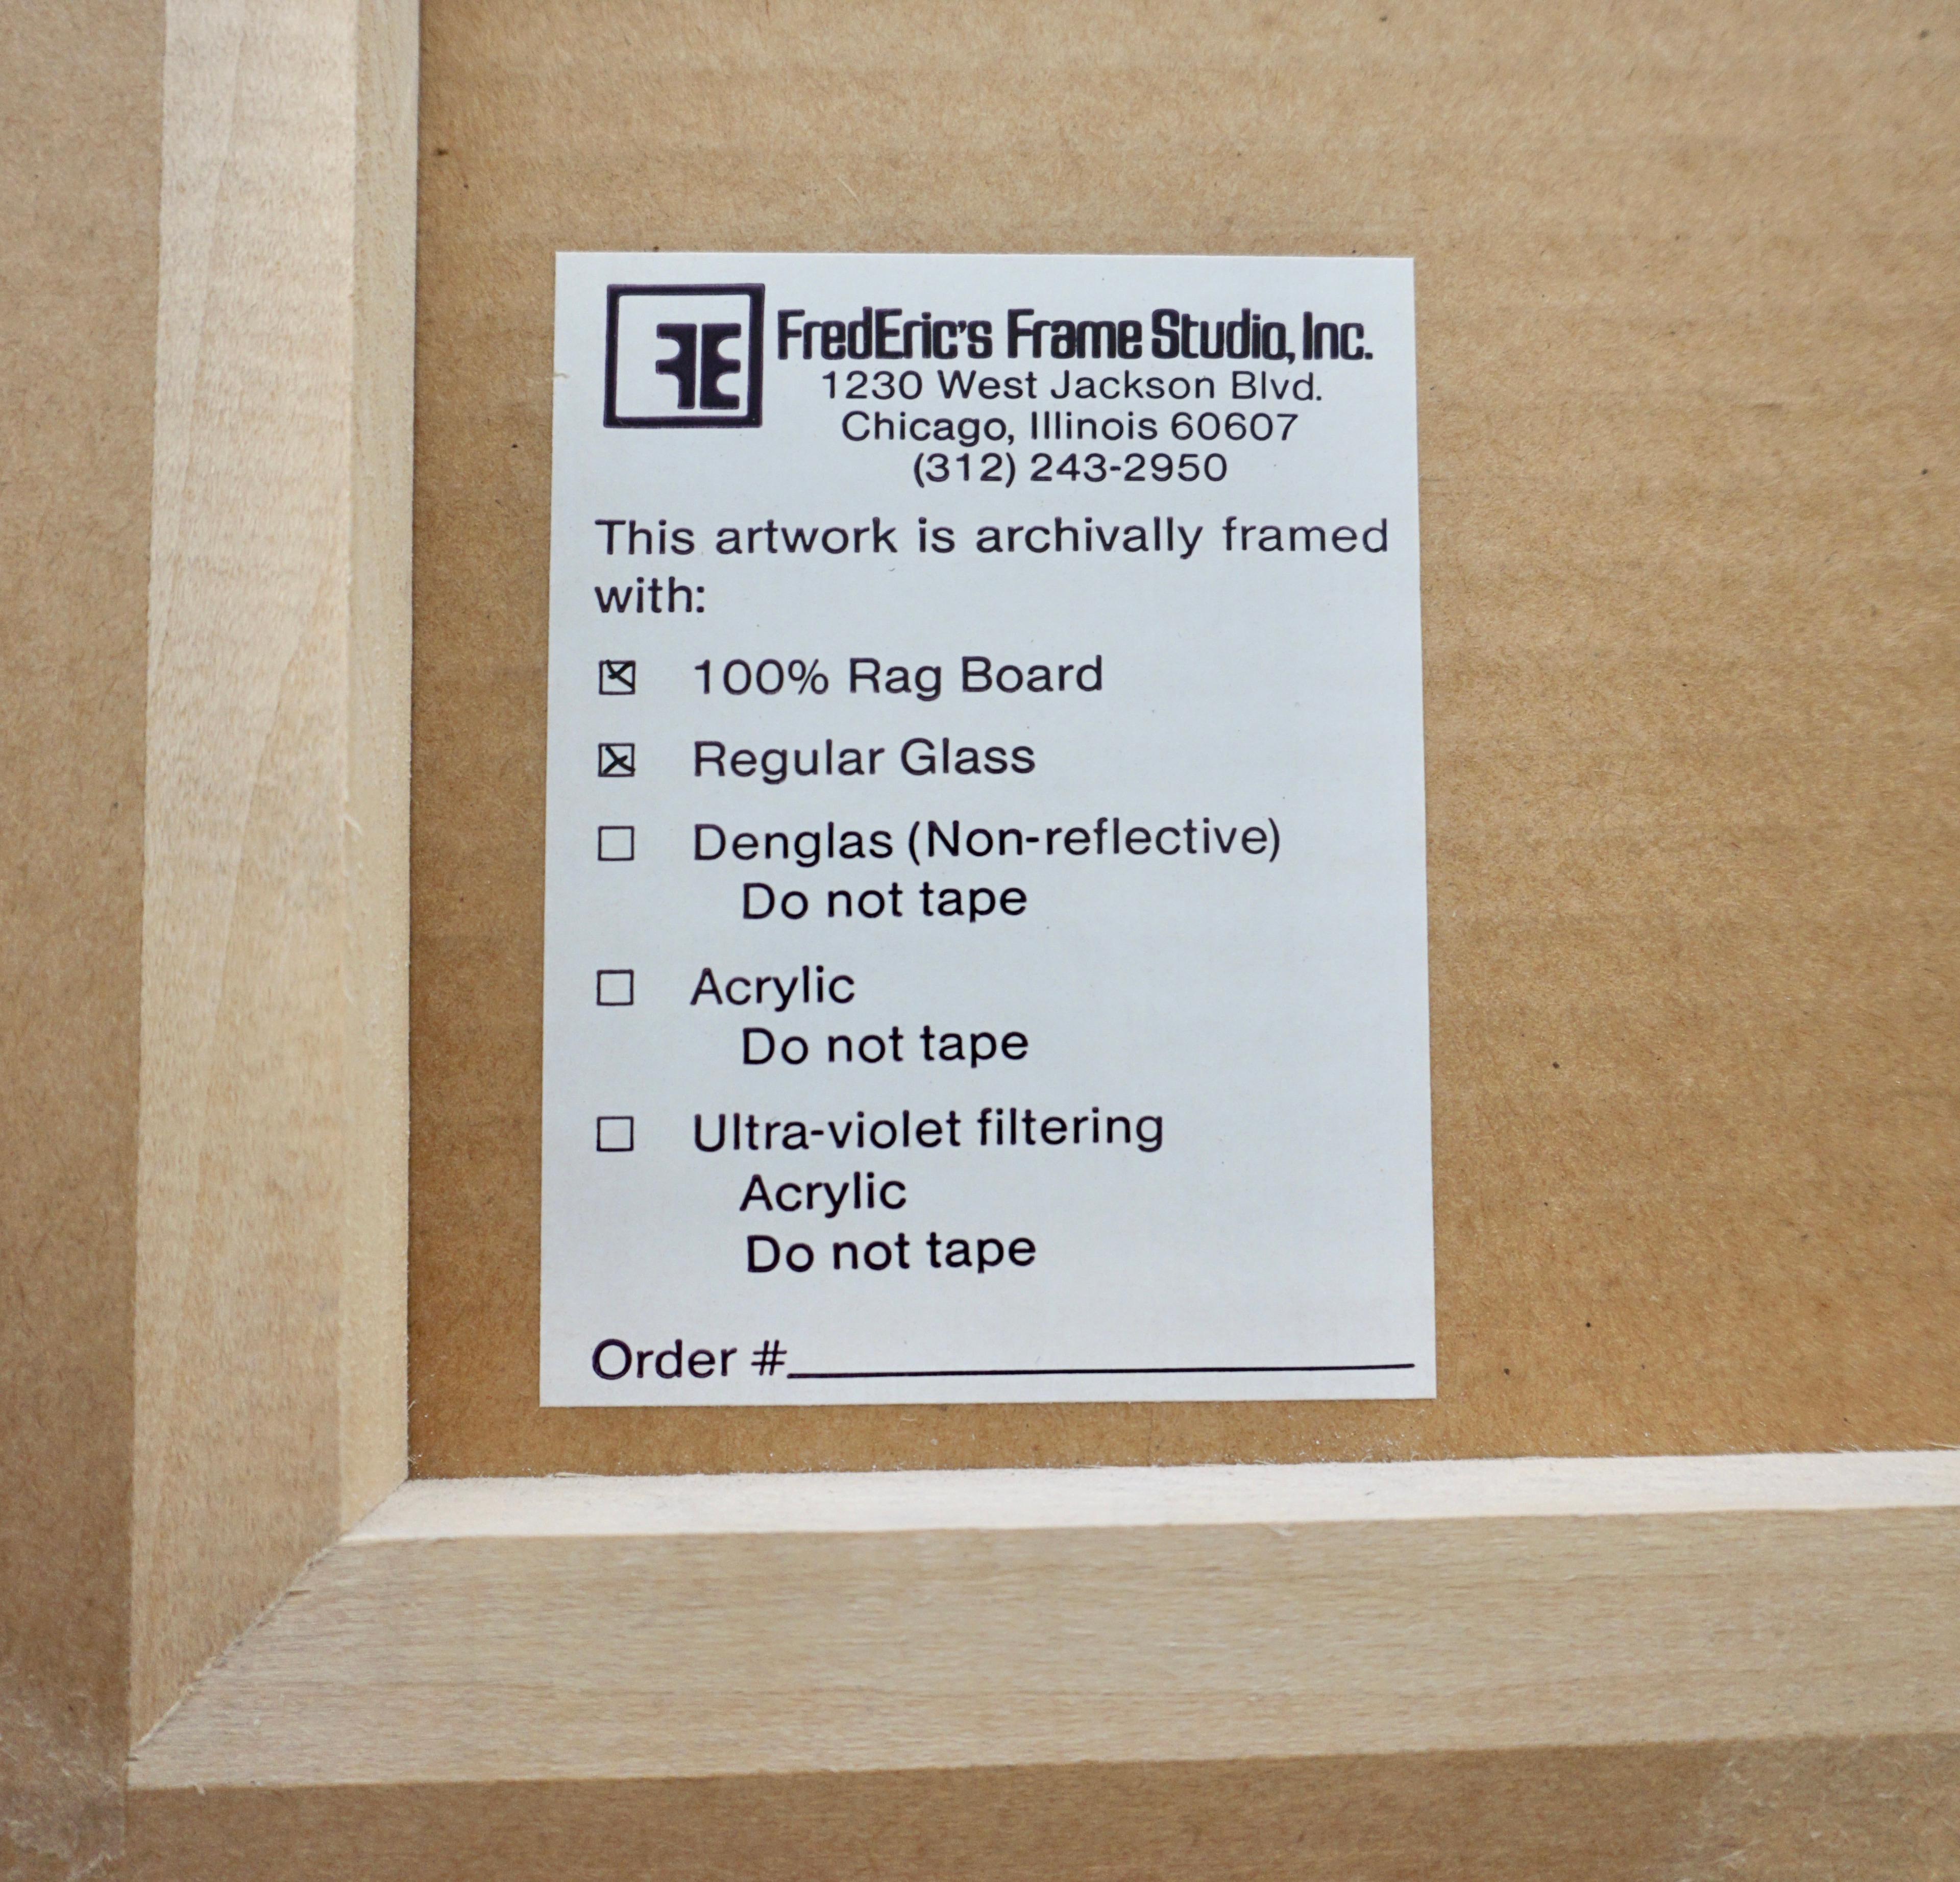 FE FredEric's Frame Studio, Inc.
1230 West Jackson Blvd.
Chicago, Illinois 60607
(312) 243-2950
This artwork is archivally framed
with:
☒ 100% Rag Board
☒ Regular Glass
☐ Denglas (Non-reflective)
Do not tape
☐ Acrylic
Do not tape
☐ Ultra-violet filtering
Acrylic
Do not tape
Order #